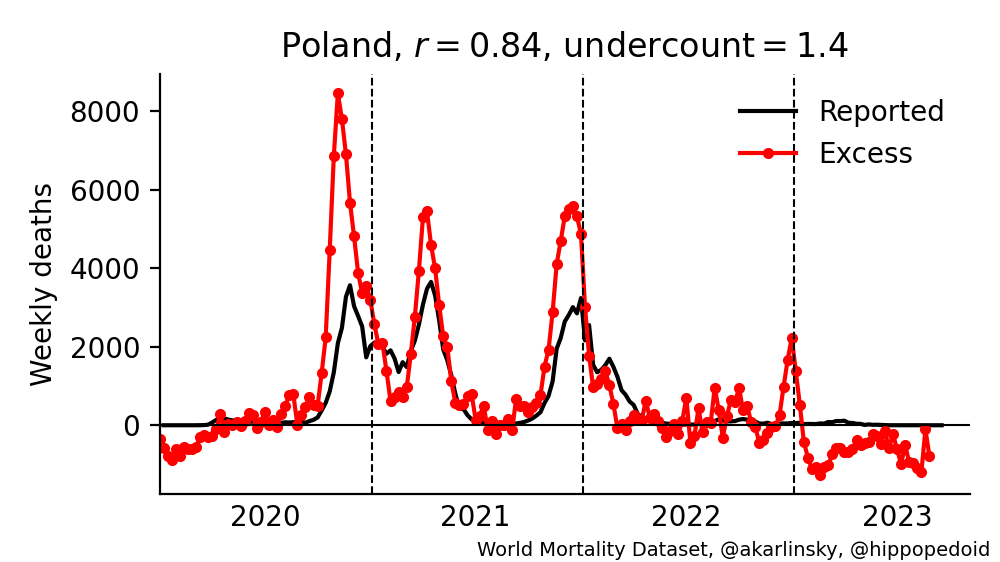 Poland, r = 0.84, undercount = 1.4
Weekly deaths
8000
6000
4000
2000
0
Reported
Excess
2020 2021 2022 2023
World Mortality Dataset, @akarlinsky, @hippopedoid